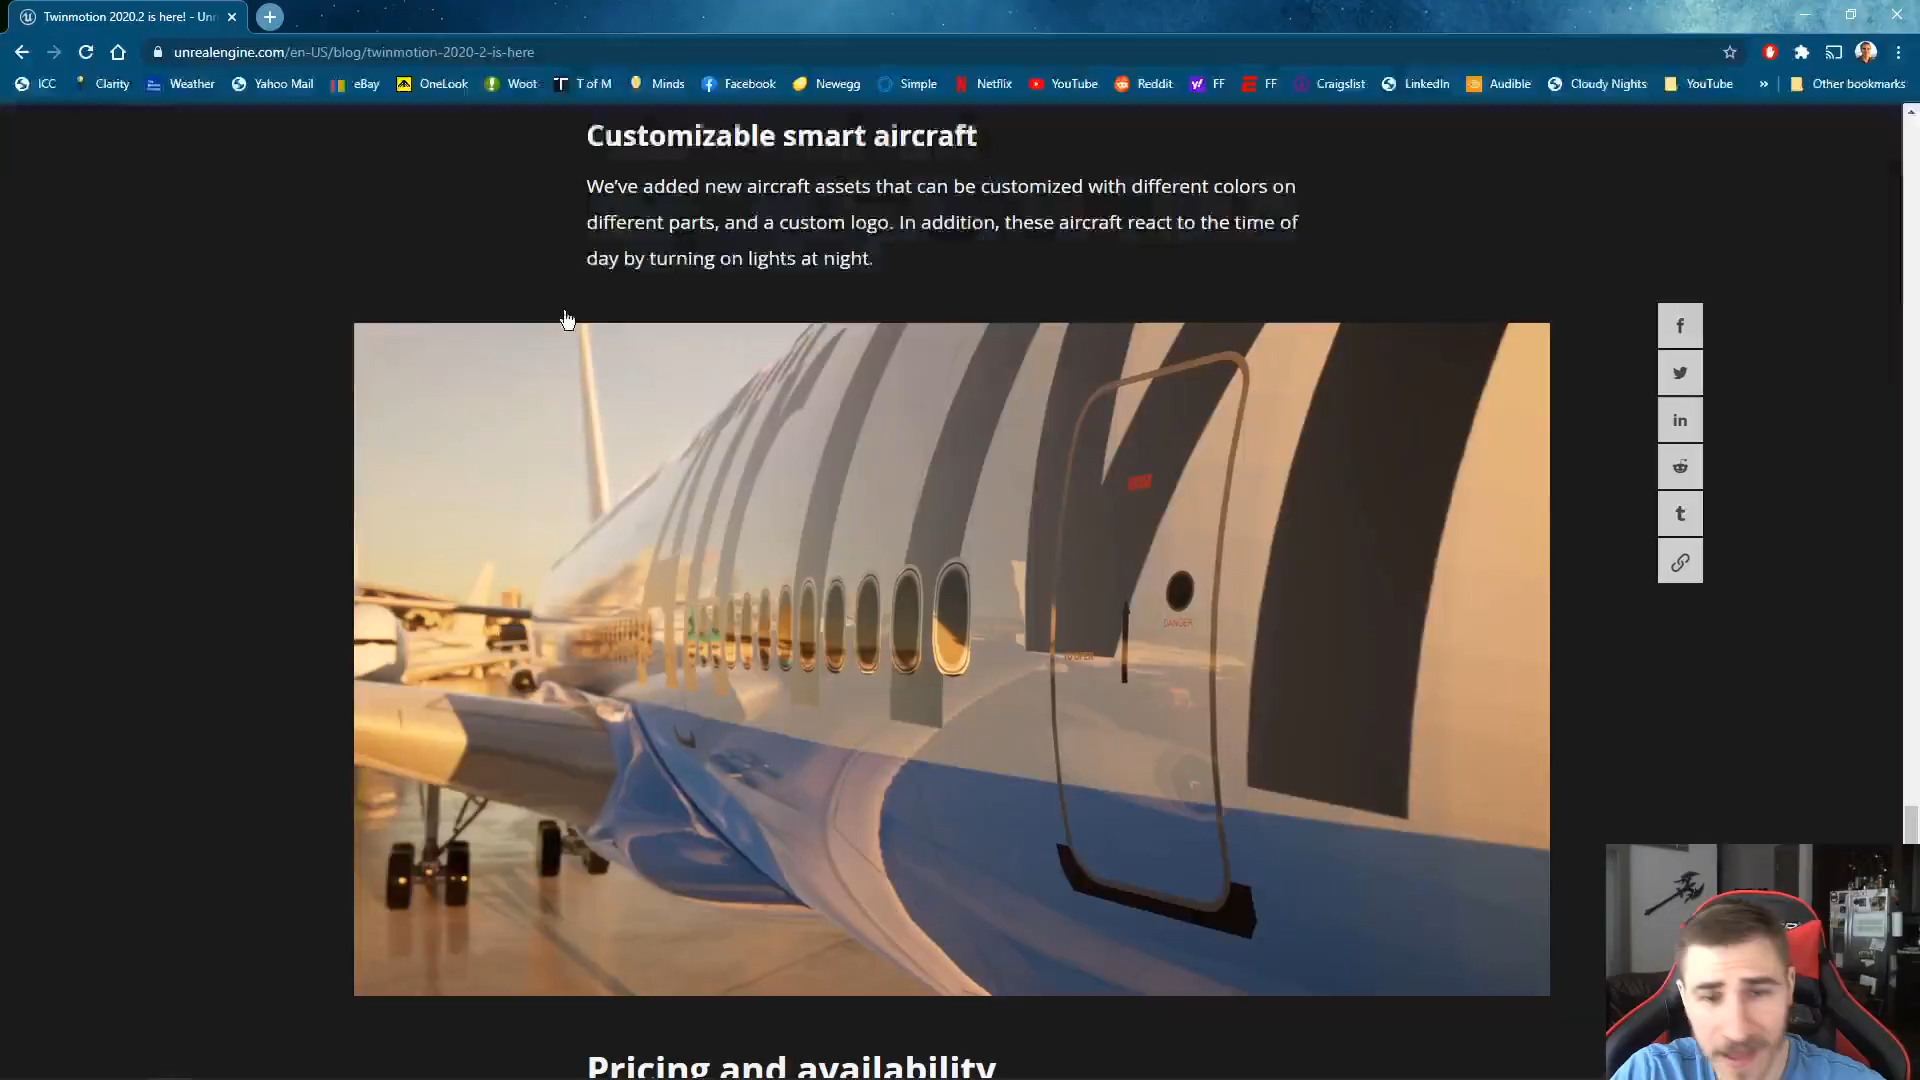 Twinmotion 2020.2 is here! - Unr
unrealengine.com/en-US/blog/twinmotion-2020-2-is-here
ICC Clarity Weather Yahoo Mail eBay OneLook Woot T of M Minds Facebook Newegg Simple Netflix YouTube Reddit FF FF Craigslist LinkedIn Audible Cloudy Nights YouTube » Other bookmarks
Customizable smart aircraft
We've added new aircraft assets that can be customized with different colors on
different parts, and a custom logo. In addition, these aircraft react to the time of
day by turning on lights at night.
DANGER
TO OPEN
Pricing and availability